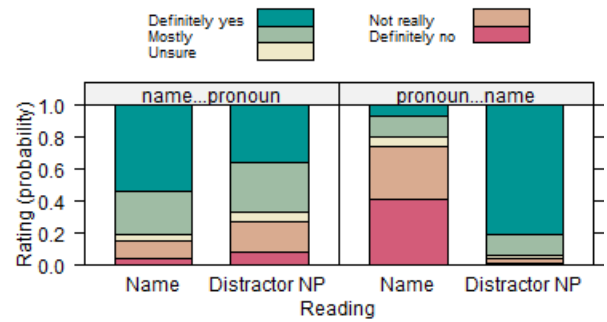 Definitely yes
Mostly
Unsure
Not really
Definitely no
name...pronoun
pronoun...name
Rating (probability)
1.0
0.8
0.6
0.4
0.2
0.0
Name
Distractor NP
Name
Distractor NP
Reading